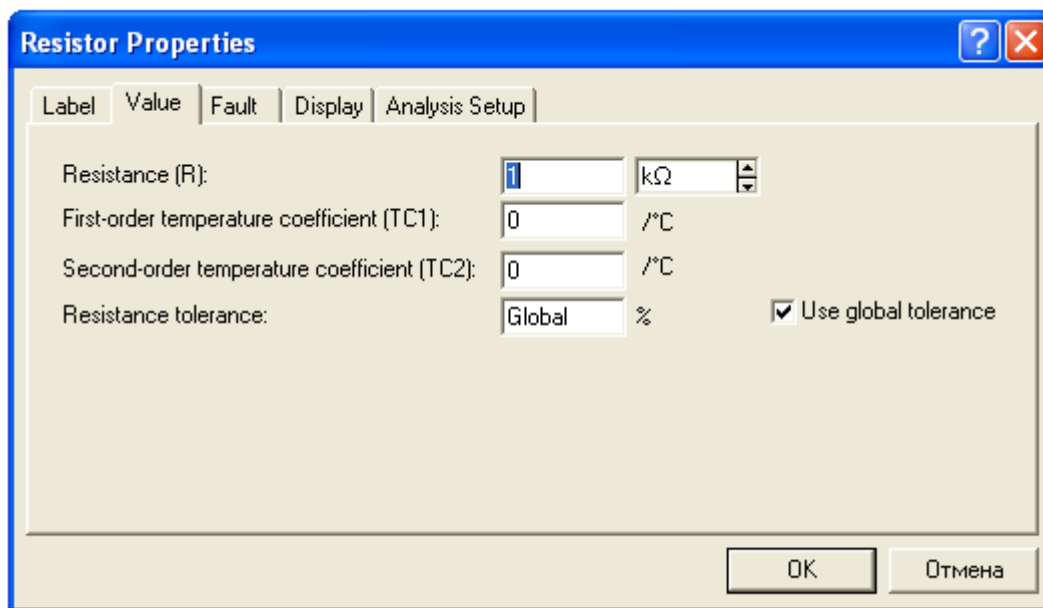 Resistor Properties
Label Value Fault Display Analysis Setup
Resistance (R): 1 kΩ
First-order temperature coefficient (TC1): 0 /°C
Second-order temperature coefficient (TC2): 0 /°C
Resistance tolerance: Global % Use global tolerance
OK Отмена